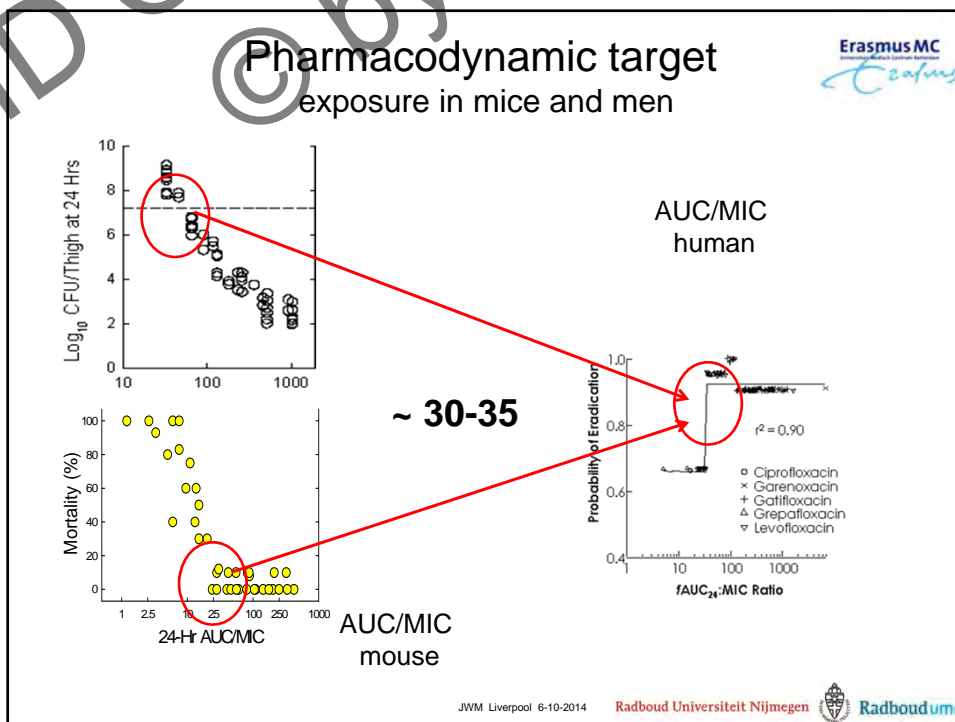 © by
Pharmacodynamic target
exposure in mice and men
Erasmus MC
Erasmus
Log10 CFU/Thigh at 24 Hrs
10
8
6
4
2
0
10 100 1000
AUC/MIC
human
~ 30-35
Probability of Eradication
1.0
0.8
0.6
0.4
r² = 0.90
Ciprofloxacin
Garenoxacin
Gatifloxacin
Grepafloxacin
Levofloxacin
1 10 100 1000
fAUC24:MIC Ratio
Mortality (%)
100
80
60
40
20
0
1 2.5 10 25 100 250 1000
24-Hr AUC/MIC
AUC/MIC
mouse
JWM Liverpool 6-10-2014
Radboud Universiteit Nijmegen
Radboudumc